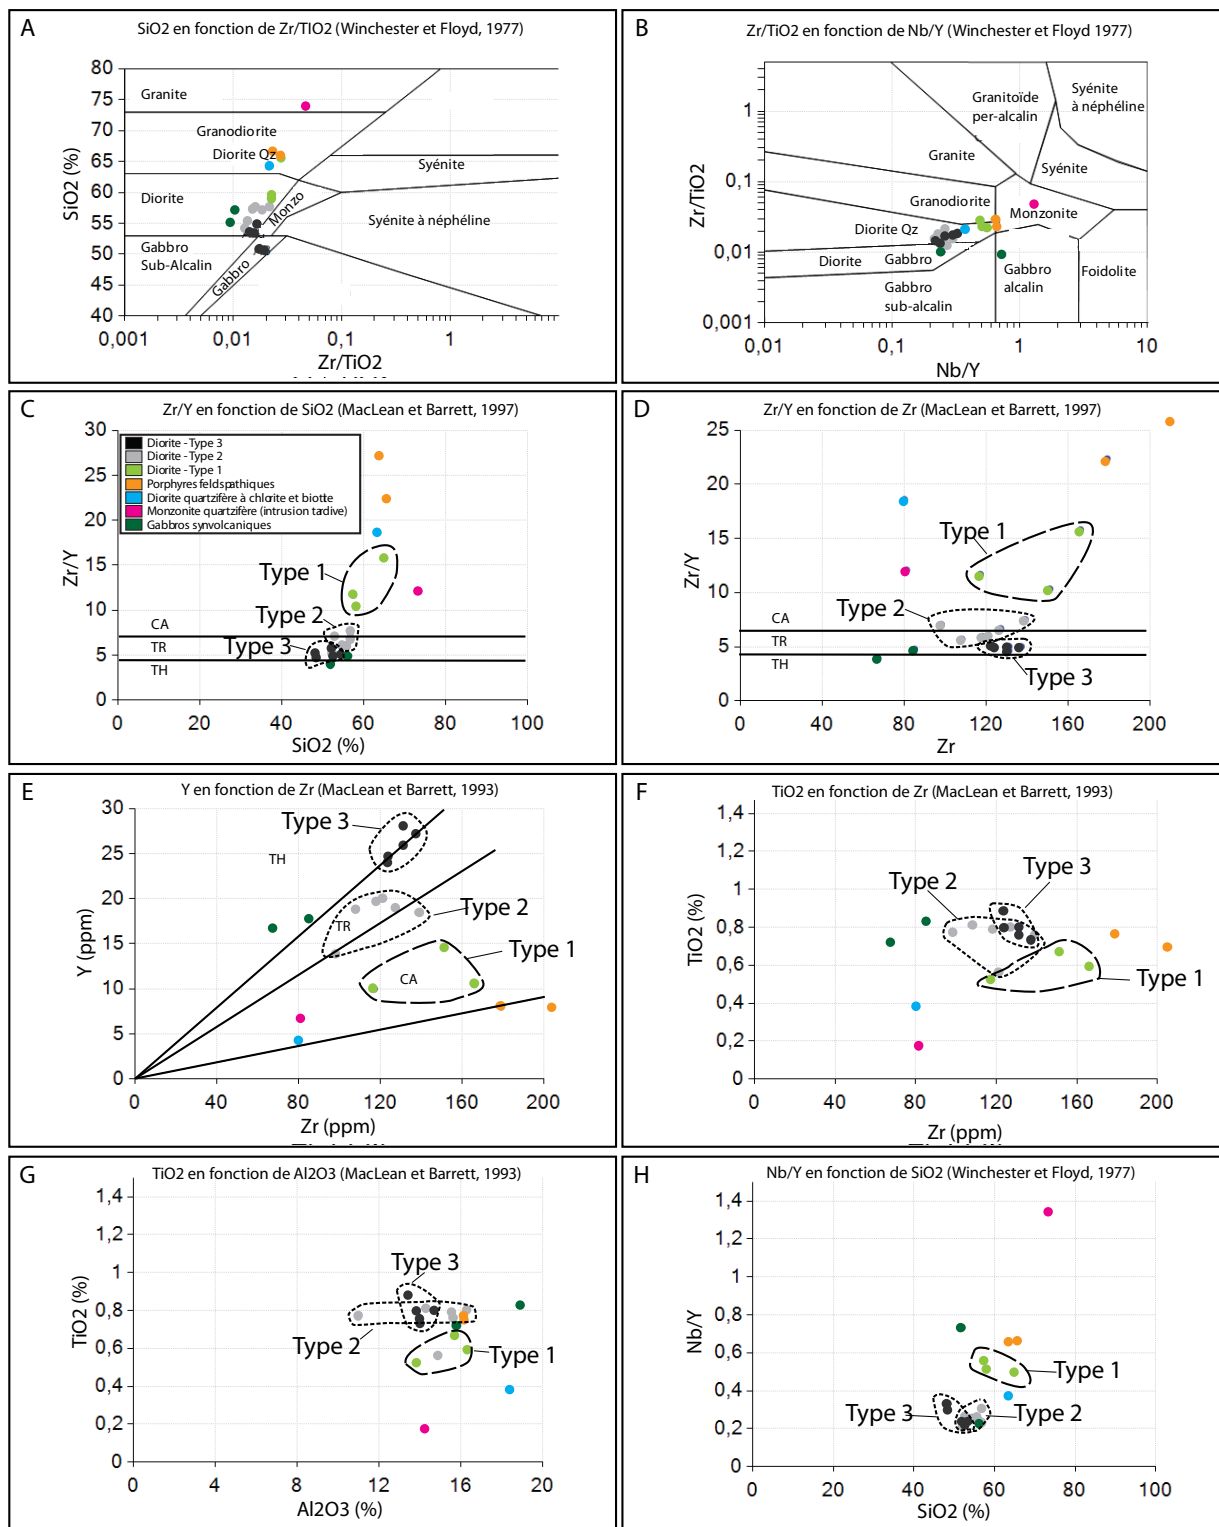 A
SiO2 en fonction de Zr/TIO2 (Winchester et Floyd, 1977)
80
75
70
65
60
55
50
45
40
SiO2 (%)
Granite
Granodiorite
Diorite Qz
Diorite
Monzo
Syénite
Syénite à néphéline
Gabbro
Sub-Alcalin
Gabbro
0,001
0,01
0,1
1
Zr/TiO2
B
Zr/TiO2 en fonction de Nb/Y (Winchester et Floyd 1977)
1
0,1
0,01
0,001
Zr/TiO2
Granitoïde
per-alcalin
Syénite
à néphéline
Granite
Syénite
Granodiorite
Monzonite
Diorite Qz
Diorite
Gabbro
Gabbro
sub-alcalin
Gabbro
alcalin
Foidolite
0,01
0,1
1
10
Nb/Y
C
Zr/Y en fonction de SiO2 (MacLean et Barrett, 1997)
30
25
20
15
10
5
0
Zr/Y
Diorite - Type 3
Diorite - Type 2
Diorite - Type 1
Porphyres feldspathiques
Diorite quartzifère à chlorite et biotite
Monzonite quartzifère (intrusion tardive)
Gabbros synvolcaniques
Type 1
Type 2
Type 3
CA
TR
TH
0
20
40
60
80
100
SiO2 (%)
D
Zr/Y en fonction de Zr (MacLean et Barrett, 1997)
25
20
15
10
5
0
Zr/Y
Type 1
Type 2
Type 3
CA
TR
TH
0
40
80
120
160
200
Zr
E
Y en fonction de Zr (MacLean et Barrett, 1993)
30
25
20
15
10
5
0
Y (ppm)
Type 3
TH
Type 2
TR
Type 1
CA
0
40
80
120
160
200
Zr (ppm)
F
TiO2 en fonction de Zr (MacLean et Barrett, 1993)
1,4
1,2
1
0,8
0,6
0,4
0,2
0
TiO2 (%)
Type 2
Type 3
Type 1
0
40
80
120
160
200
Zr (ppm)
G
TiO2 en fonction de Al2O3 (MacLean et Barrett, 1993)
1,4
1,2
1
0,8
0,6
0,4
0,2
0
TiO2 (%)
Type 3
Type 2
Type 1
0
4
8
12
16
20
Al2O3 (%)
H
Nb/Y en fonction de SiO2 (Winchester et Floyd, 1977)
1,4
1,2
1
0,8
0,6
0,4
0,2
0
Nb/Y
Type 1
Type 3
Type 2
0
20
40
60
80
100
SiO2 (%)